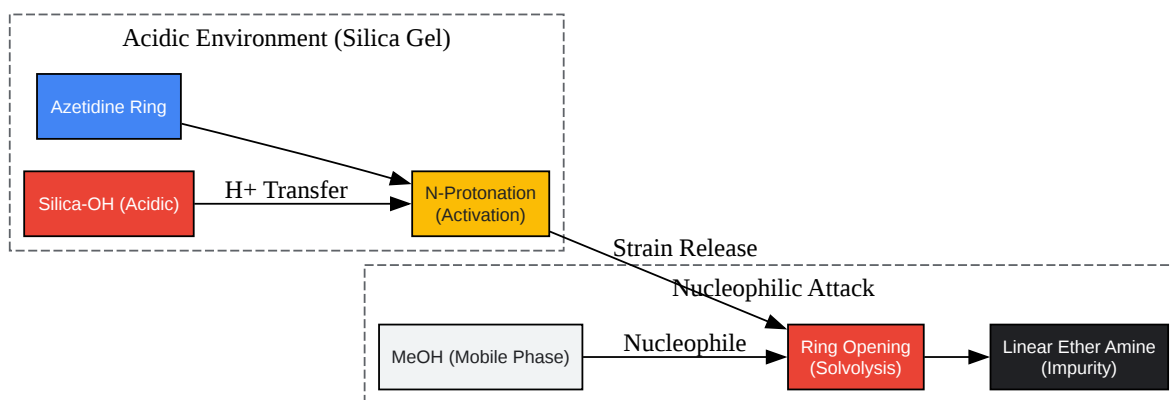 Acidic Environment (Silica Gel)
Azetidine Ring
Silica-OH (Acidic)
H+ Transfer
N-Protonation
(Activation)
Strain Release
Nucleophilic Attack
MeOH (Mobile Phase)
Nucleophile
Ring Opening
(Solvolysis)
Linear Ether Amine
(Impurity)